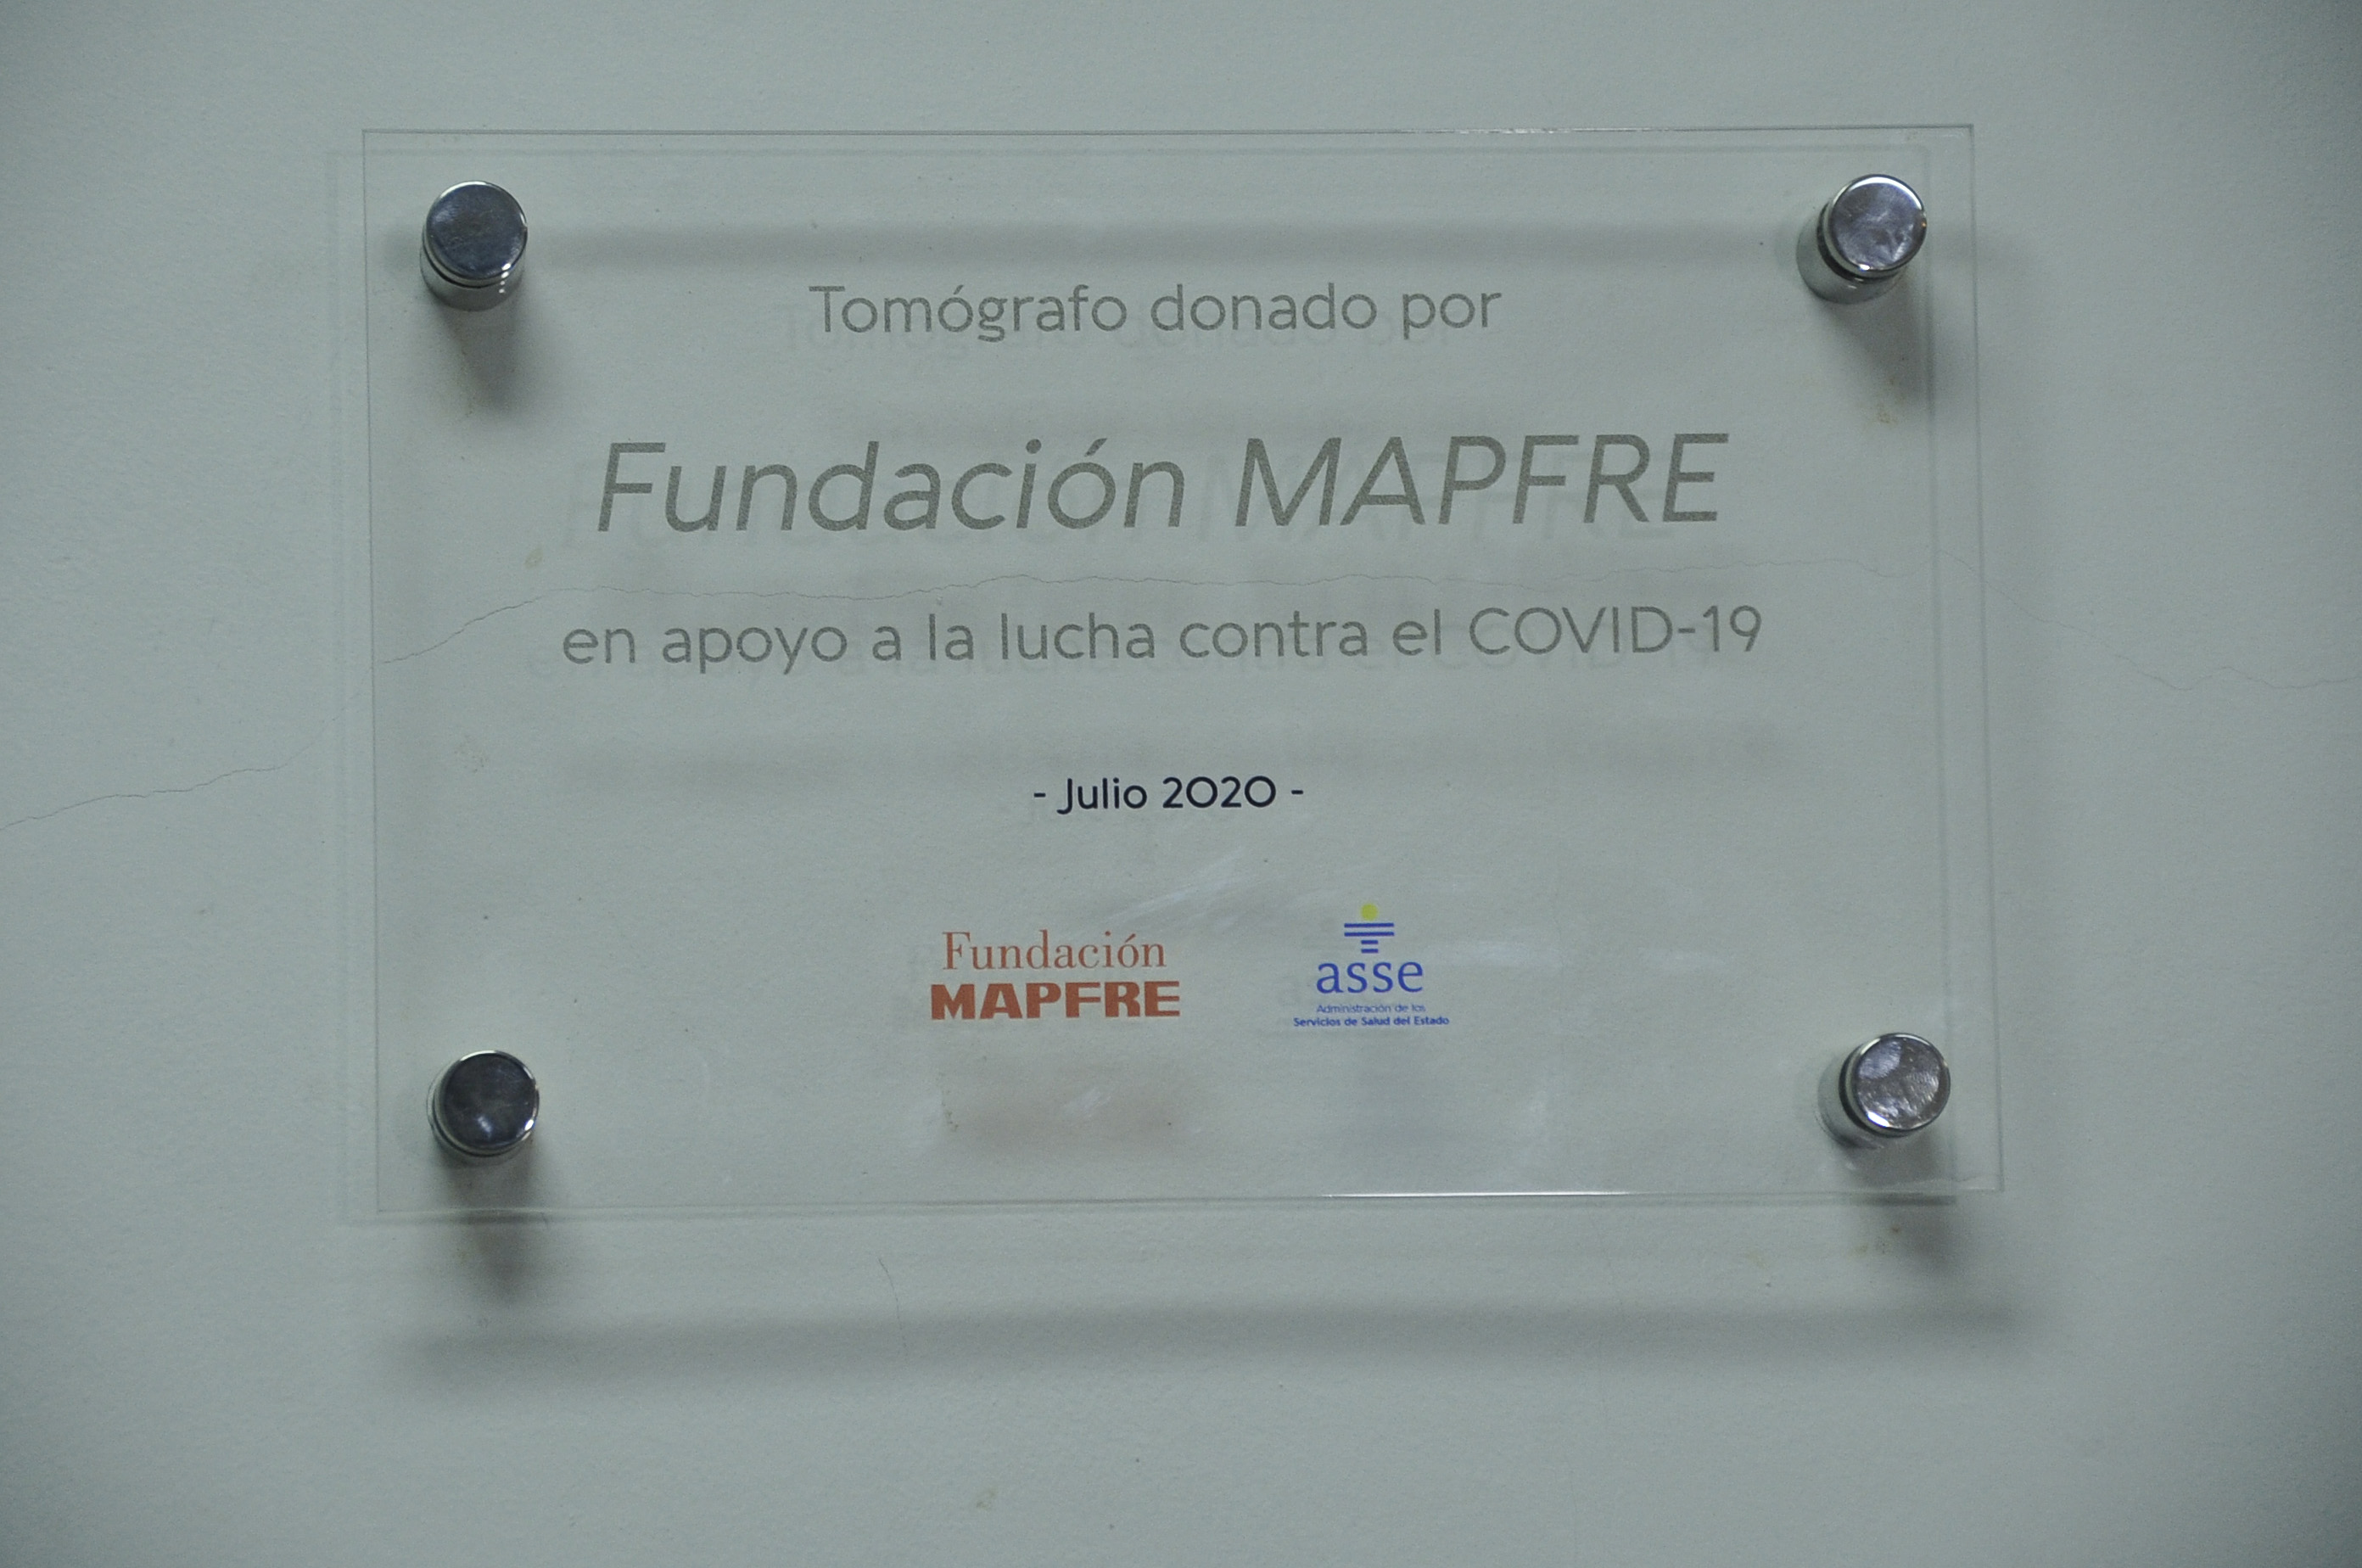 Tomógrafo donado por
Fundación MAPFRE
en apoyo a la lucha contra el COVID-19
- Julio 2020 -
Fundación
MAPFRE
asse
Administración de los
Servicios de Salud del Estado